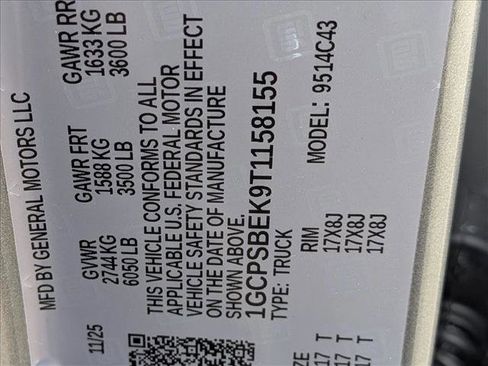 MFD BY GENERAL MOTORS LLC
11/25
GVWR
2744 KG
6050 LB
GAWR FRT
1588 KG
3500 LB
GAWR RR
1633 KG
3600 LB
THIS VEHICLE CONFORMS TO ALL
APPLICABLE U.S. FEDERAL MOTOR
VEHICLE SAFETY STANDARDS IN EFFECT
ON THE DATE OF MANUFACTURE
SHOWN ABOVE.
1GCPSBEK9T1158155
TYPE: TRUCK
MODEL: 9514C43
RIM
17 T
17X8J
17 T
17X8J
17 T
17X8J